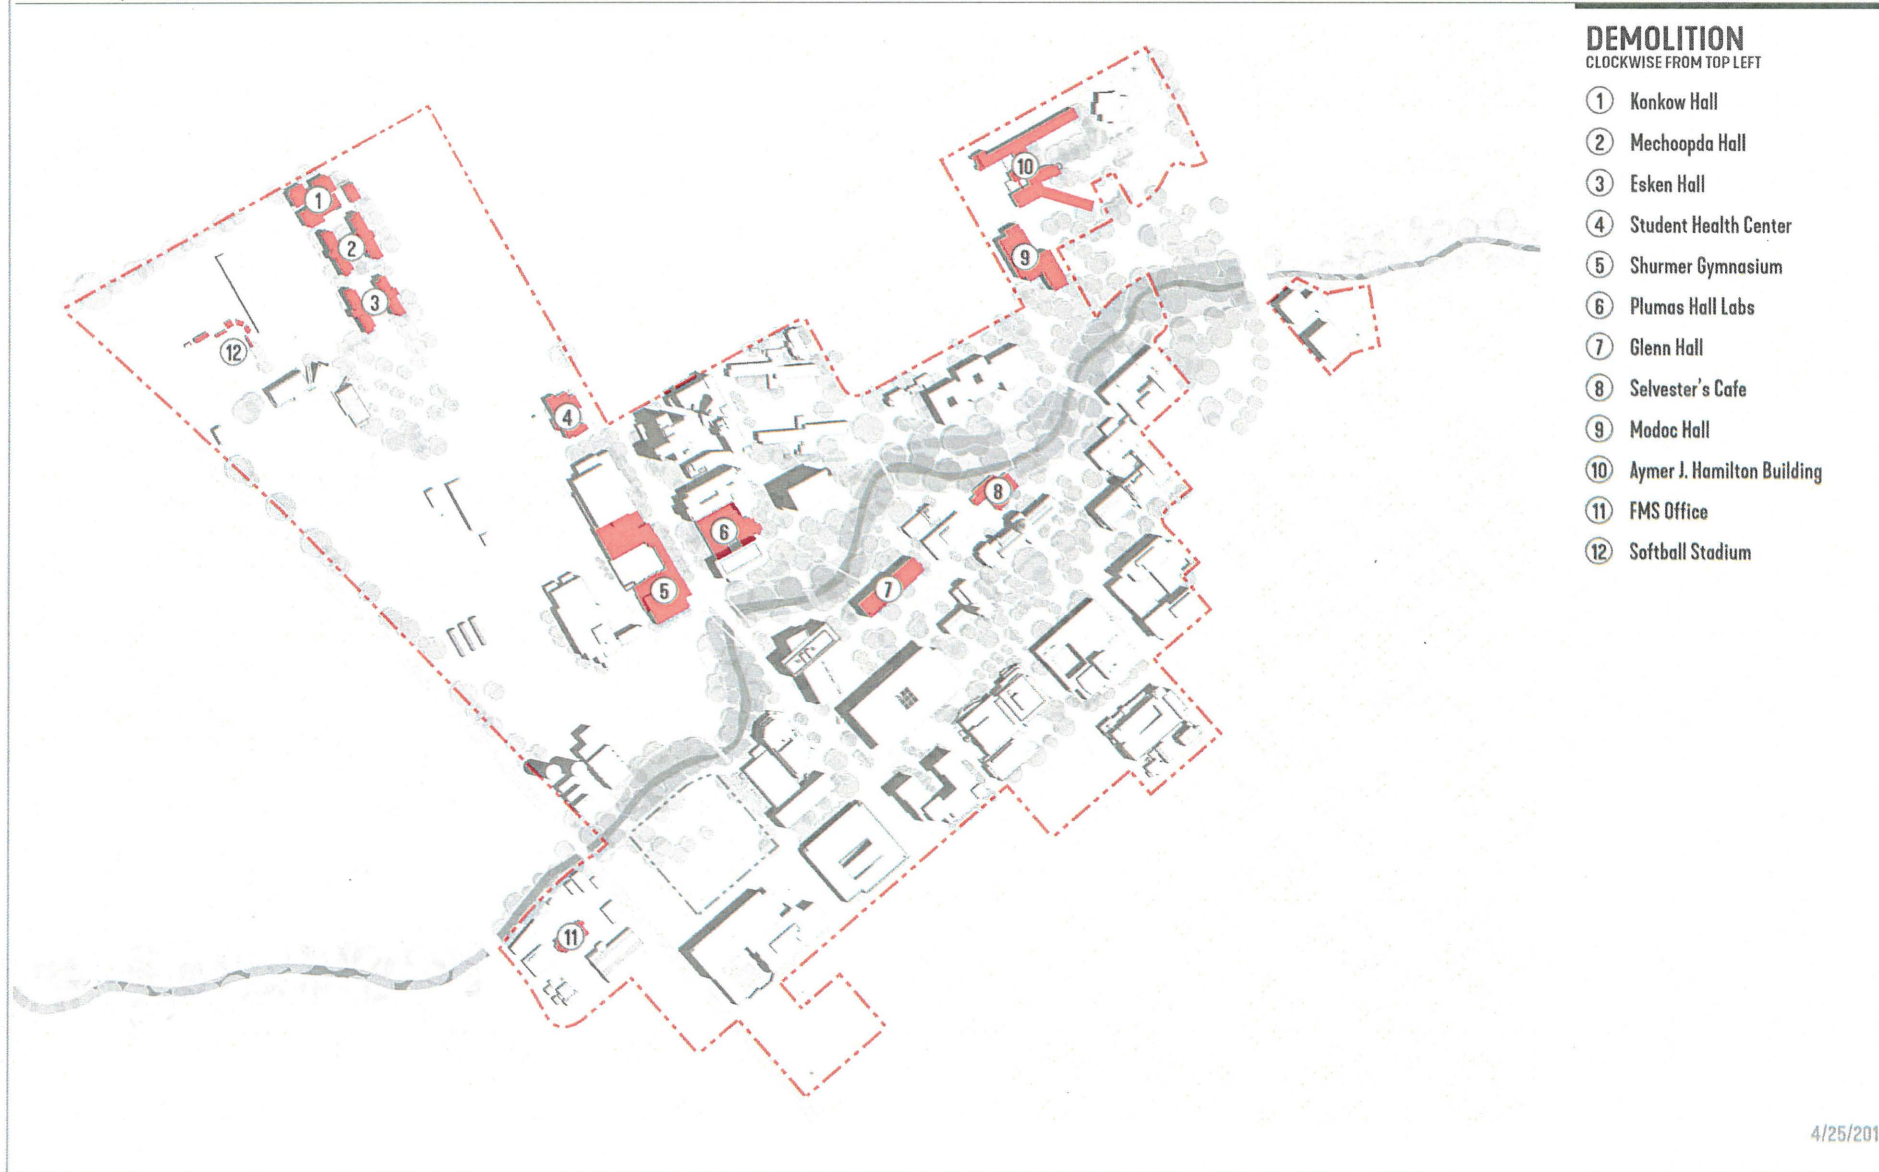 DEMOLITION
CLOCKWISE FROM TOP LEFT
1 Konkow Hall
2 Mechoopda Hall
3 Esken Hall
4 Student Health Center
5 Shurmer Gymnasium
6 Plumas Hall Labs
7 Glenn Hall
8 Selvester's Cafe
9 Modoc Hall
10 Aymer J. Hamilton Building
11 FMS Office
12 Softball Stadium
1
2
3
12
4
10
9
8
6
5
7
11
4/25/201